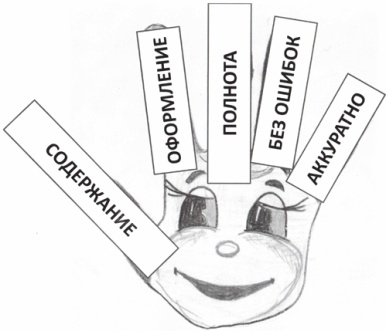 СОДЕРЖАНИЕ
ОФОРМЛЕНИЕ
ПОЛНОТА
БЕЗ ОШИБОК
АККУРАТНО